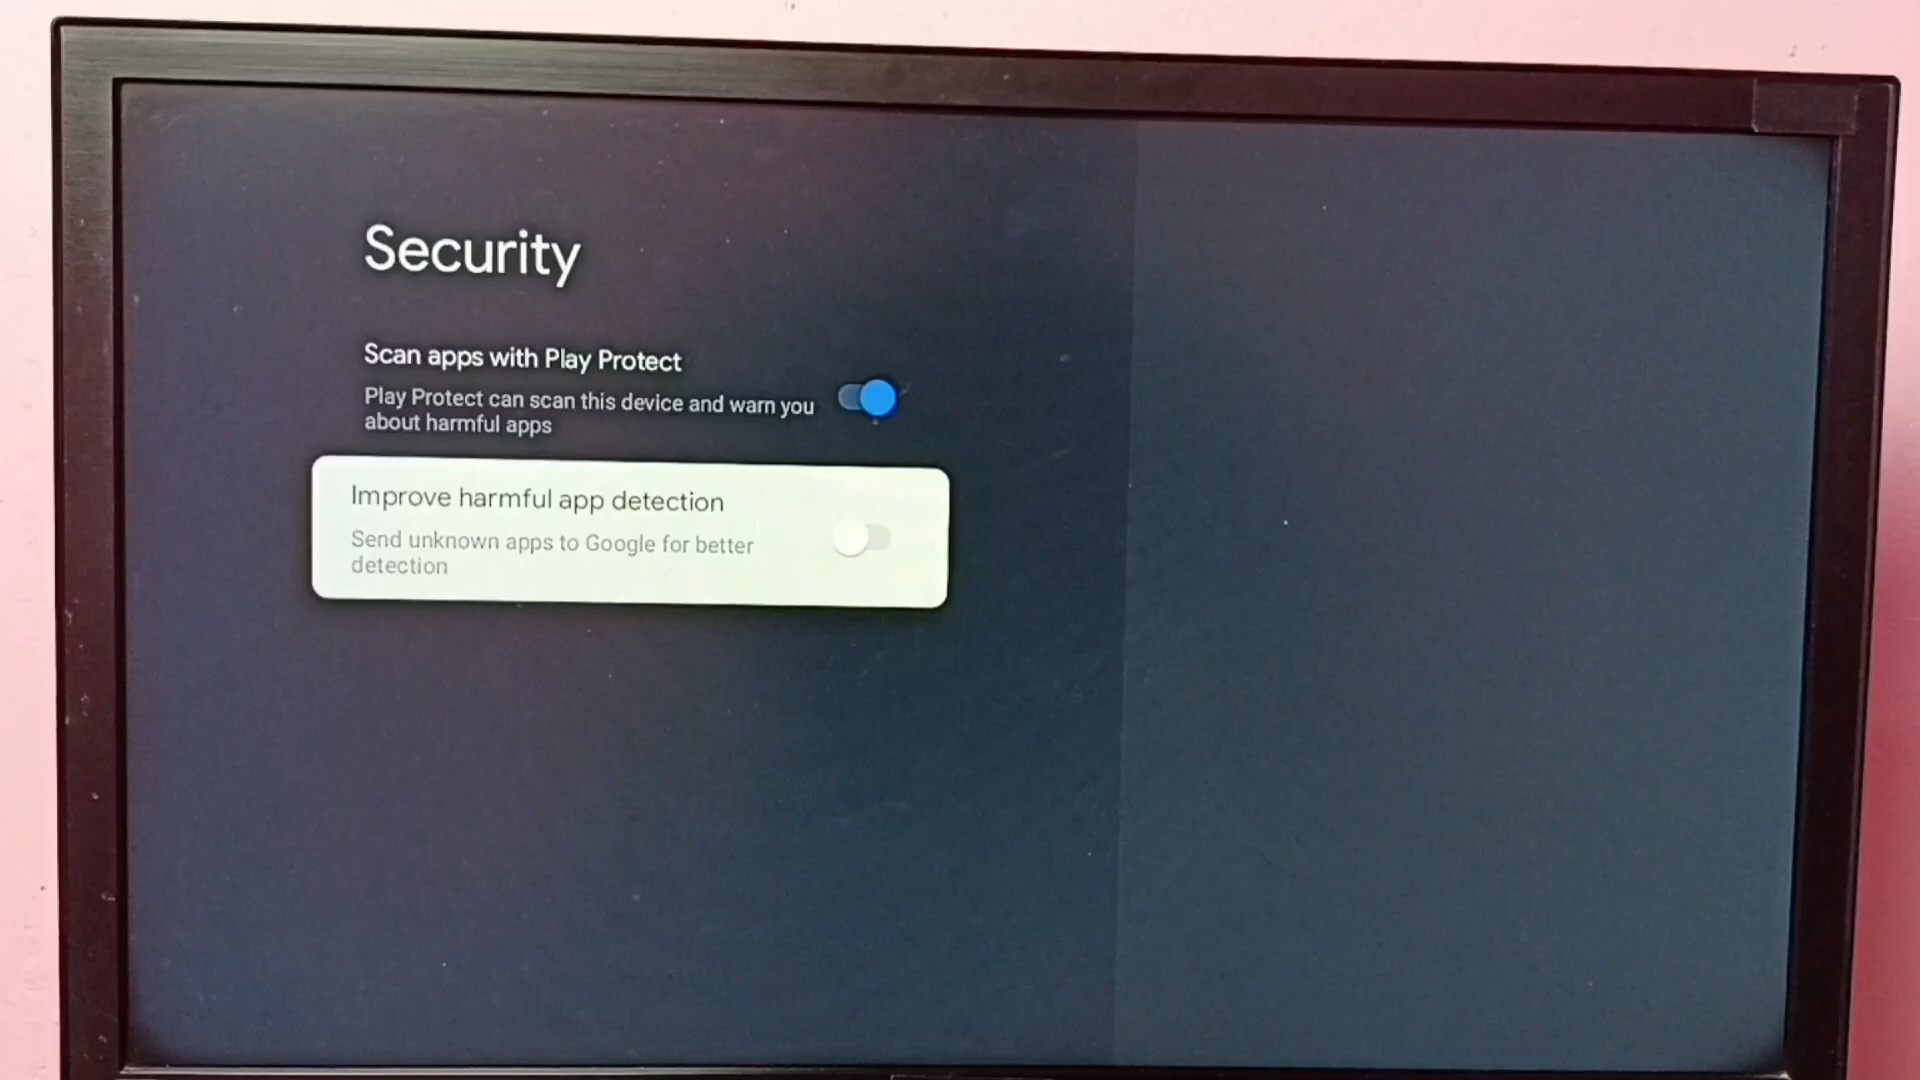 Security
Scan apps with Play Protect
Play Protect can scan this device and warn you
about harmful apps
Improve harmful app detection
Send unknown apps to Google for better
detection